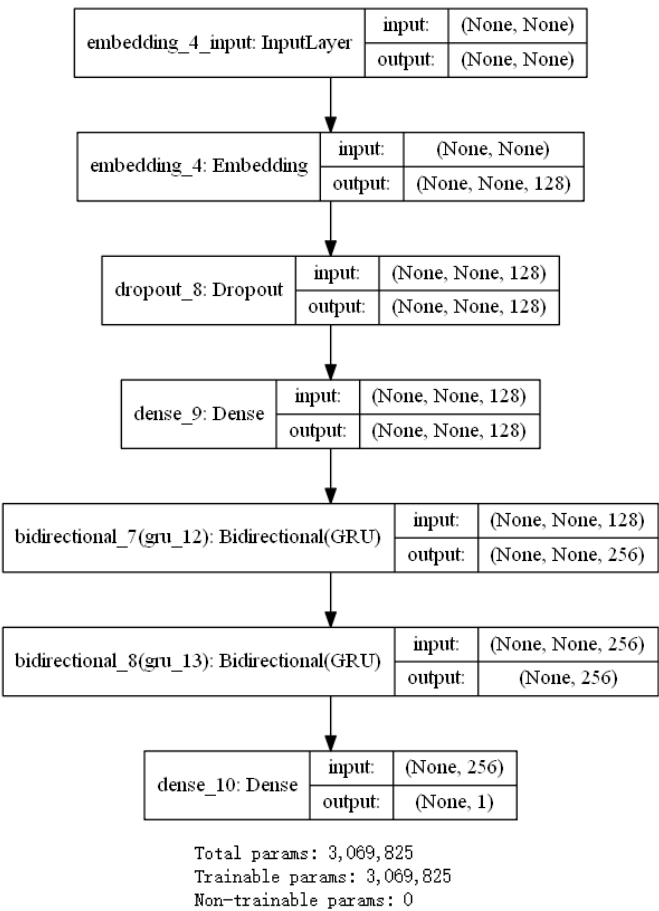 embedding_4_input: InputLayer input: (None, None)
output: (None, None)
embedding_4: Embedding input: (None, None)
output: (None, None, 128)
dropout_8: Dropout input: (None, None, 128)
output: (None, None, 128)
dense_9: Dense input: (None, None, 128)
output: (None, None, 128)
bidirectional_7(gru_12): Bidirectional(GRU) input: (None, None, 128)
output: (None, None, 256)
bidirectional_8(gru_13): Bidirectional(GRU) input: (None, None, 256)
output: (None, 256)
dense_10: Dense input: (None, 256)
output: (None, 1)
Total params: 3,069,825
Trainable params: 3,069,825
Non-trainable params: 0